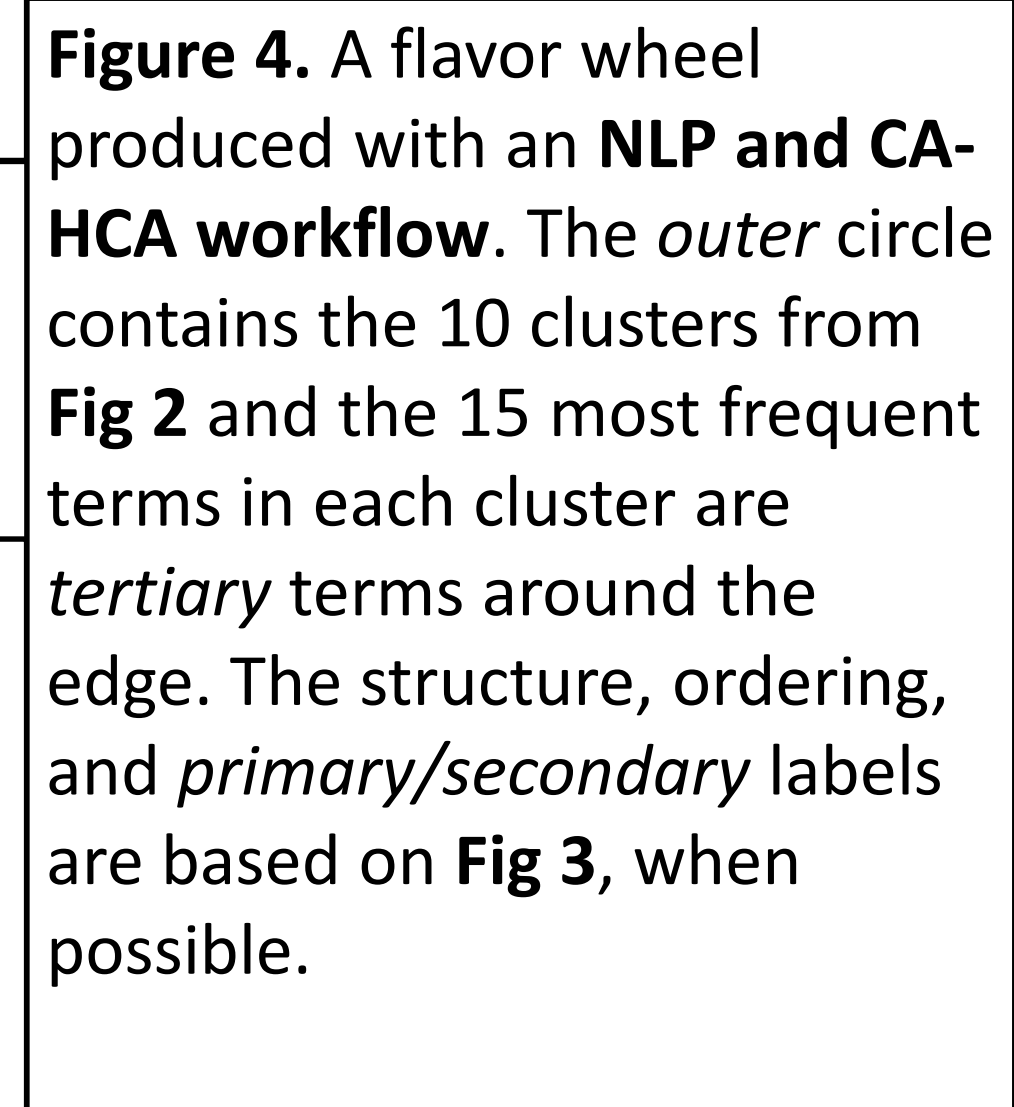 Figure 4. A flavor wheel
produced with an NLP and CA-
HCA workflow. The outer circle
contains the 10 clusters from
Fig 2 and the 15 most frequent
terms in each cluster are
tertiary terms around the
edge. The structure, ordering,
and primary/secondary labels
are based on Fig 3, when
possible.